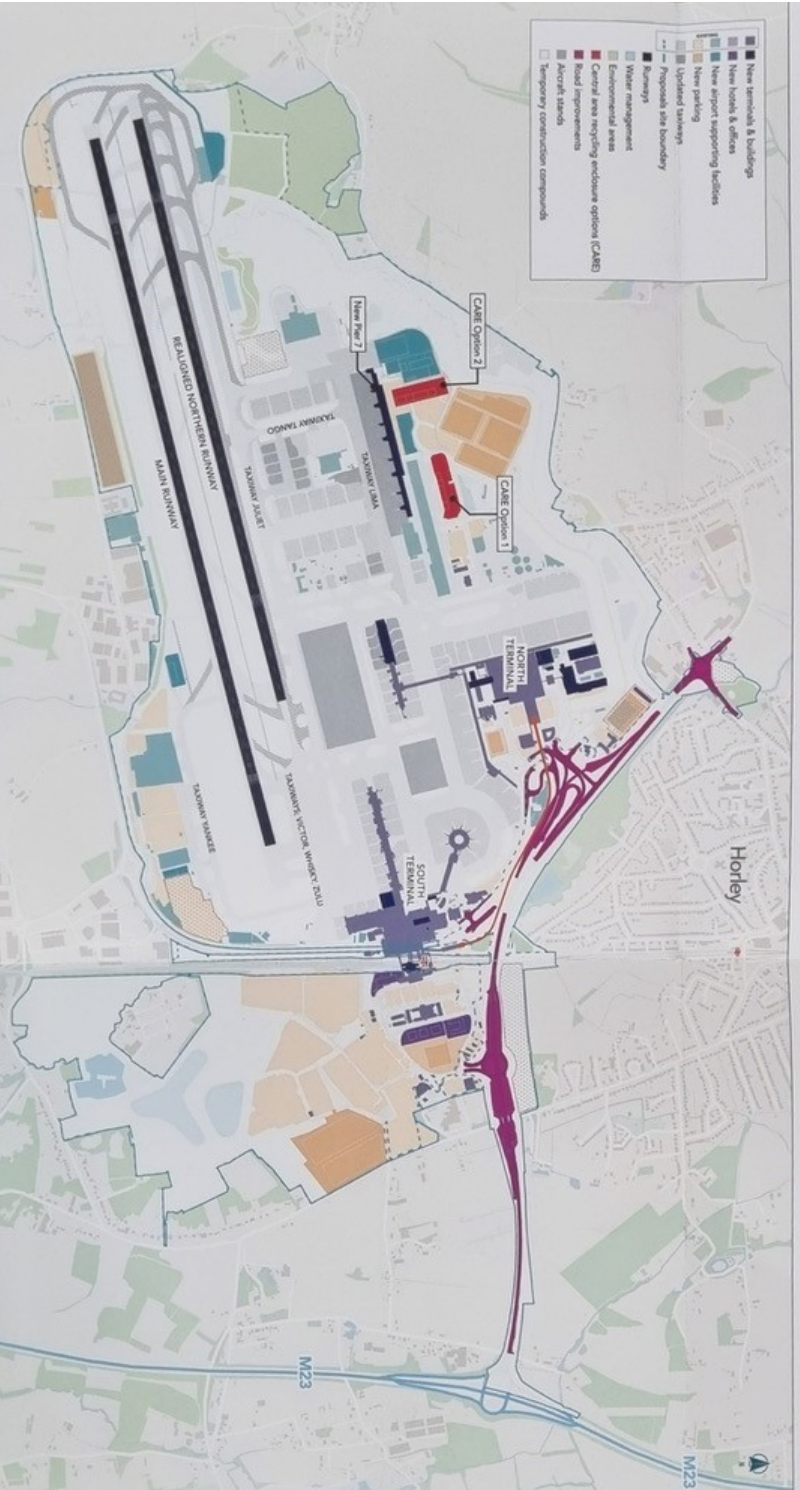 New terminals & buildings
New hotels & offices
New airport supporting facilities
New parking
Updated taxiways
Proposals site boundary
Runways
Water management
Environmental areas
Central area recycling enclosure options (CARE)
Road improvements
Aircraft stands
Temporary construction compounds
Horley
CARE Option 2
CARE Option 1
New Pier 7
NORTH
TERMINAL
TAXIWAY TANGO
TAXIWAY LIMA
TAXIWAY JULIET
REALIGNED NORTHERN RUNWAY
MAIN RUNWAY
SOUTH
TERMINAL
TAXIWAYS: VICTOR, WHISKY, ZULU
TAXIWAY YANKEE
M23
M23